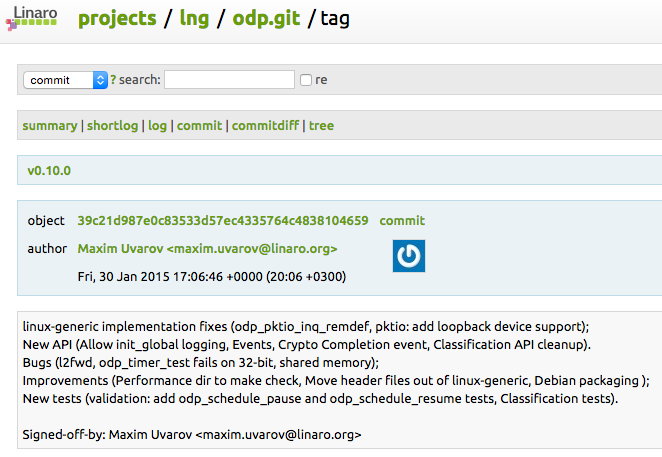 Linaro
projects / lng / odp.git / tag
commit ? search: re
summary | shortlog | log | commit | commitdiff | tree
v0.10.0
object 39c21d987e0c83533d57ec4335764c4838104659 commit
author Maxim Uvarov <maxim.uvarov@linaro.org>
Fri, 30 Jan 2015 17:06:46 +0000 (20:06 +0300)
linux-generic implementation fixes (odp_pktio_inq_remdef, pktio: add loopback device support);
New API (Allow init_global logging, Events, Crypto Completion event, Classification API cleanup).
Bugs (l2fwd, odp_timer_test fails on 32-bit, shared memory);
Improvements (Performance dir to make check, Move header files out of linux-generic, Debian packaging );
New tests (validation: add odp_schedule_pause and odp_schedule_resume tests, Classification tests).
Signed-off-by: Maxim Uvarov <maxim.uvarov@linaro.org>